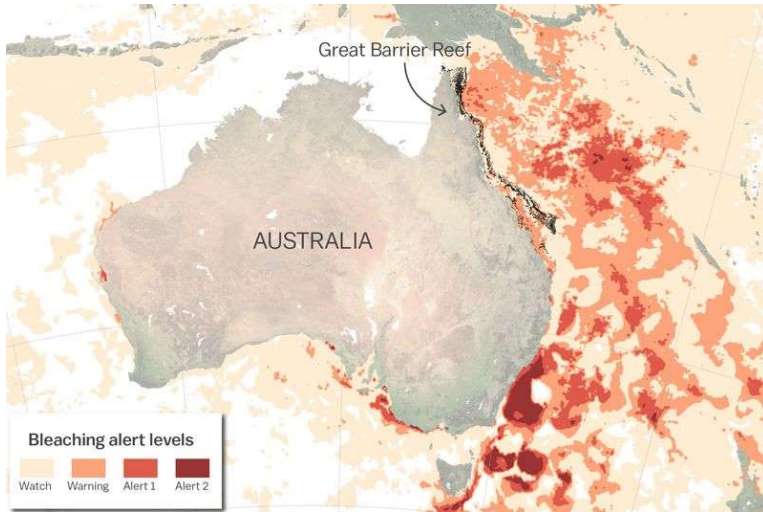 Great Barrier Reef
AUSTRALIA
Bleaching alert levels
Watch Warning Alert 1 Alert 2